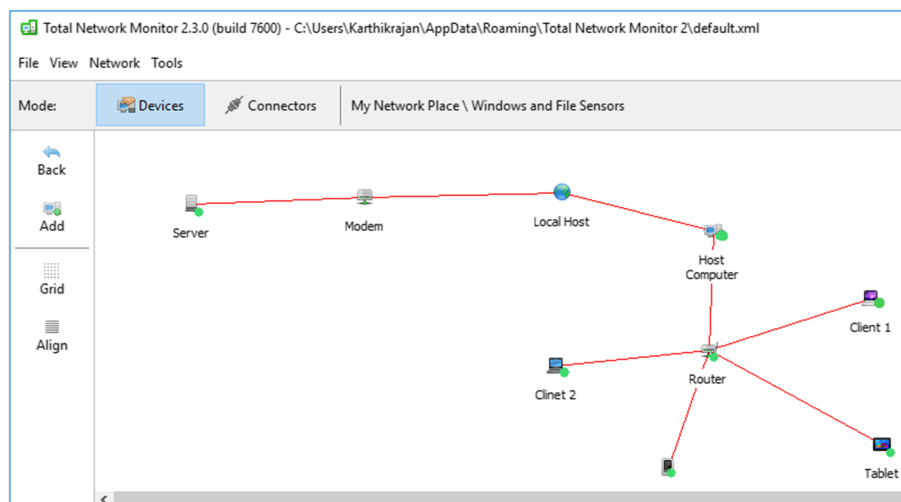 Total Network Monitor 2.3.0 (build 7600) - C:\Users\Karthikrajan\AppData\Roaming\Total Network Monitor 2\default.xml
File View Network Tools
Mode: Devices Connectors My Network Place \ Windows and File Sensors
Back
Add
Grid
Align
Server
Modem
Local Host
Host
Computer
Client 1
Router
Clinet 2
Tablet